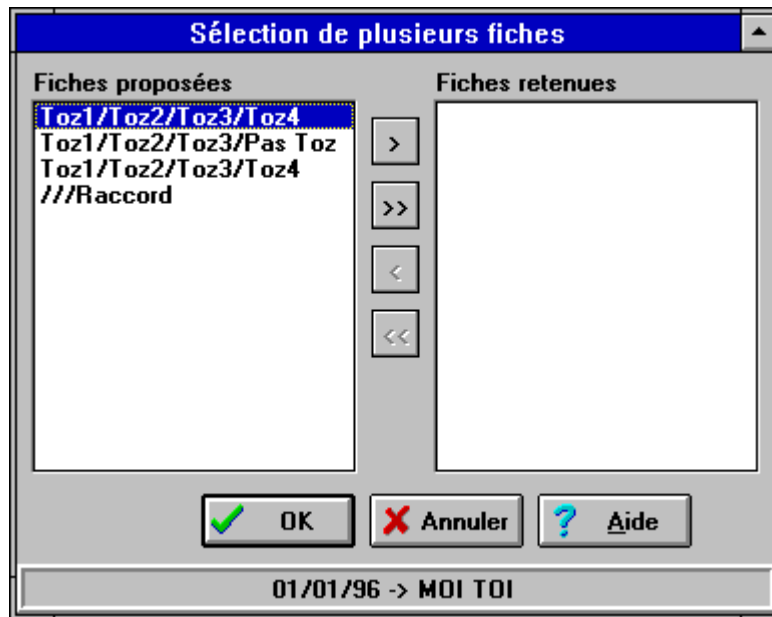 Sélection de plusieurs fiches
Fiches proposées
Fiches retenues
Toz1/Toz2/Toz3/Toz4
Toz1/Toz2/Toz3/Pas Toz
Toz1/Toz2/Toz3/Toz4
///Raccord
>
>>
<
<<
OK
Annuler
? Aide
01/01/96 -> MOI TOI